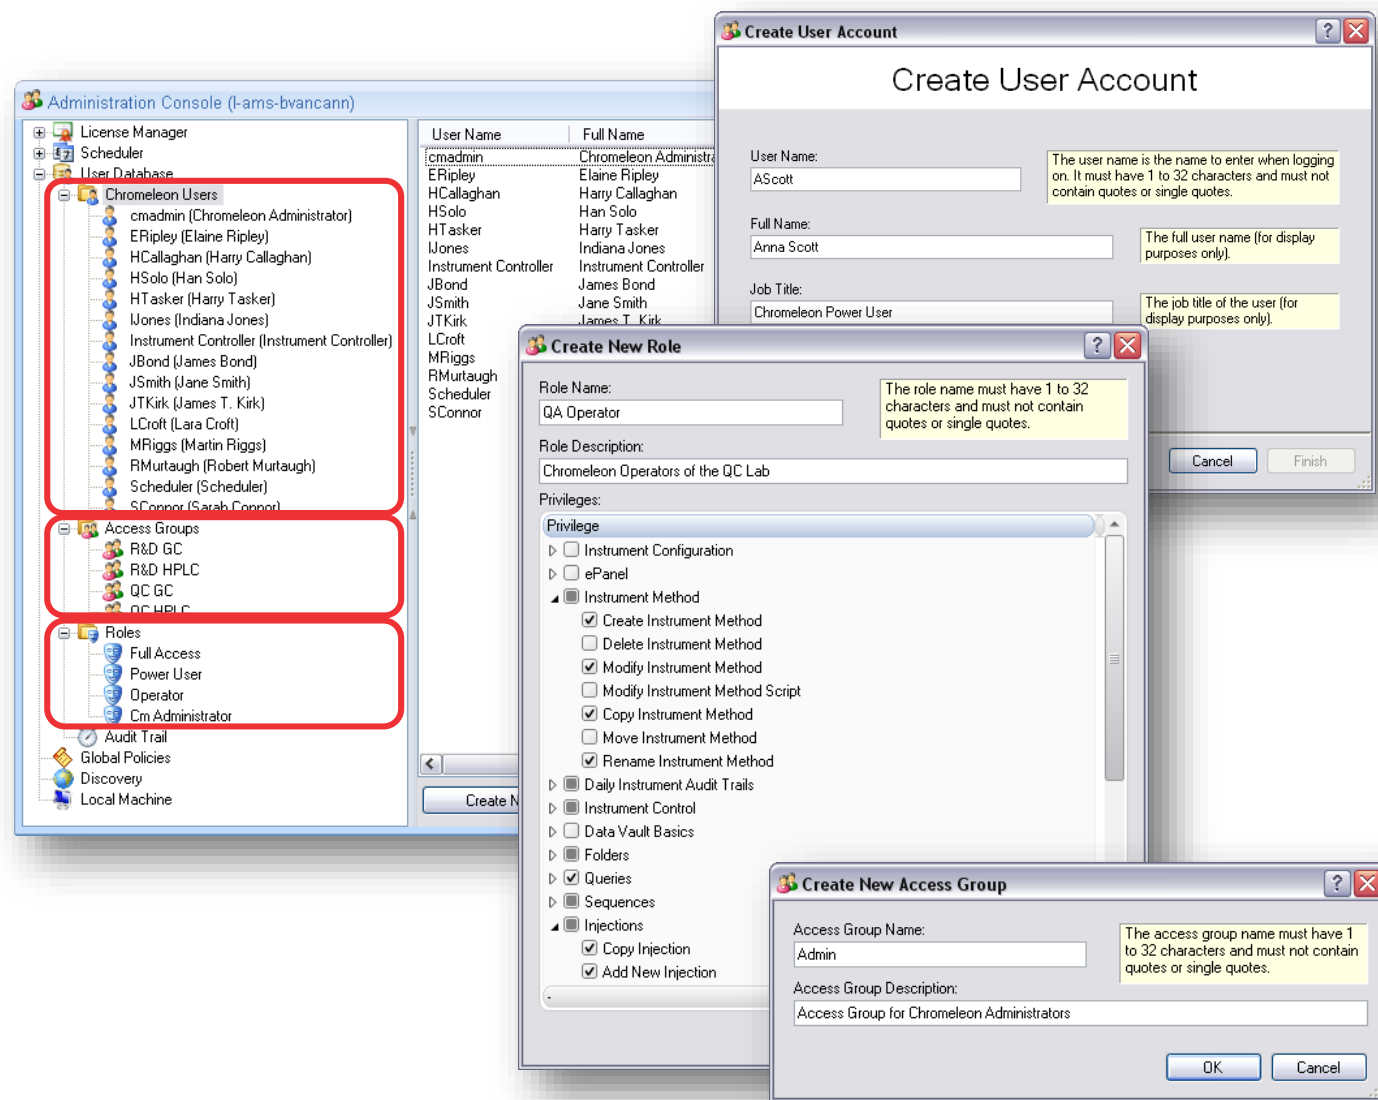 Create User Account
Create User Account
User Name:
AScott
The user name is the name to enter when logging
on. It must have 1 to 32 characters and must not
contain quotes or single quotes.
Full Name:
Anna Scott
The full user name (for display
purposes only).
Job Title:
Chromeleon Power User
The job title of the user (for
display purposes only).
Cancel
Finish
Administration Console (l-ams-bvancann)
License Manager
Scheduler
User Database
Chromeleon Users
cmadmin (Chromeleon Administrator)
ERipley (Elaine Ripley)
HCallaghan (Harry Callaghan)
HSolo (Han Solo)
HTasker (Harry Tasker)
IJones (Indiana Jones)
Instrument Controller (Instrument Controller)
JBond (James Bond)
JSmith (Jane Smith)
JTKirk (James T. Kirk)
LCroft (Lara Croft)
MRiggs (Martin Riggs)
RMurtaugh (Robert Murtaugh)
Scheduler (Scheduler)
SConnor (Sarah Connor)
Access Groups
R&D GC
R&D HPLC
QC GC
QC HPLC
Roles
Full Access
Power User
Operator
Cm Administrator
Audit Trail
Global Policies
Discovery
Local Machine
User Name Full Name
cmadmin Chromeleon Administra
ERipley Elaine Ripley
HCallaghan Harry Callaghan
HSolo Han Solo
HTasker Harry Tasker
IJones Indiana Jones
Instrument Controller Instrument Controller
JBond James Bond
JSmith Jane Smith
JTKirk James T. Kirk
LCroft
MRiggs
RMurtaugh
Scheduler
SConnor
Create N
Create New Role
Role Name:
QA Operator
The role name must have 1 to 32
characters and must not contain
quotes or single quotes.
Role Description:
Chromeleon Operators of the QC Lab
Privileges:
Privilege
Instrument Configuration
ePanel
Instrument Method
Create Instrument Method
Delete Instrument Method
Modify Instrument Method
Modify Instrument Method Script
Copy Instrument Method
Move Instrument Method
Rename Instrument Method
Daily Instrument Audit Trails
Instrument Control
Data Vault Basics
Folders
Queries
Sequences
Injections
Copy Injection
Add New Injection
Create New Access Group
Access Group Name:
Admin
The access group name must have 1
to 32 characters and must not contain
quotes or single quotes.
Access Group Description:
Access Group for Chromeleon Administrators
OK
Cancel